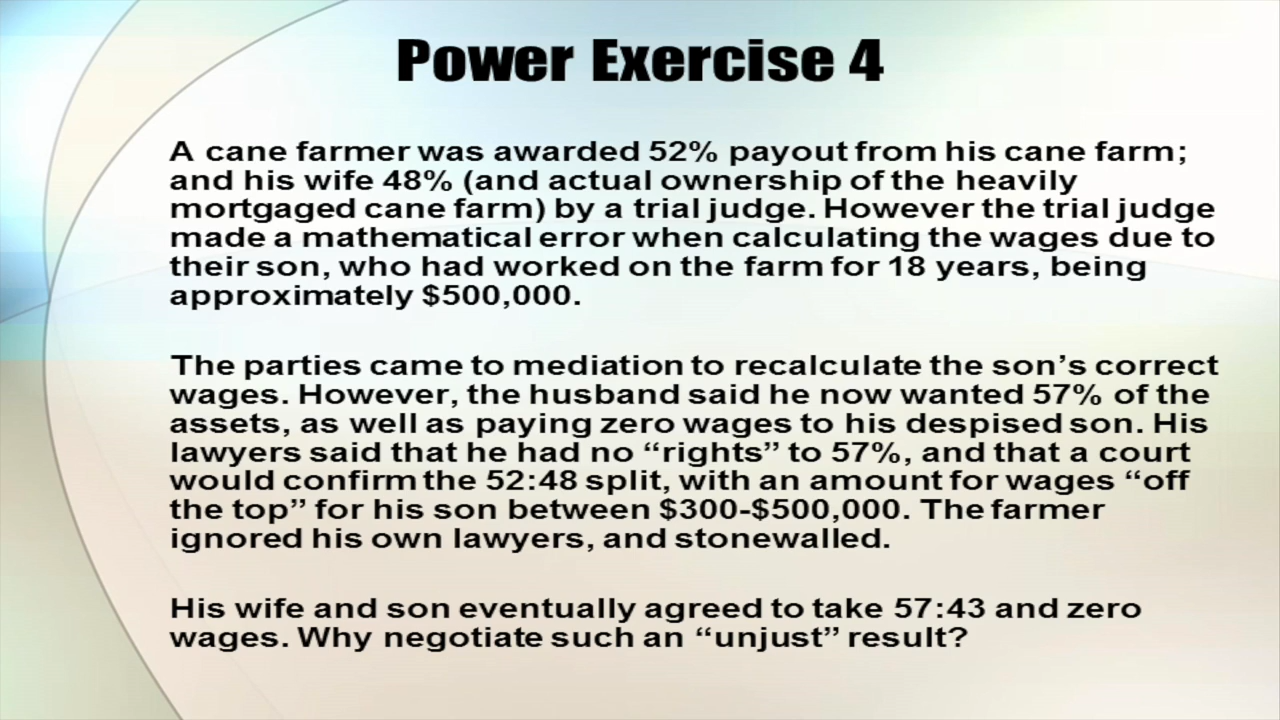 Power Exercise 4
A cane farmer was awarded 52% payout from his cane farm;
and his wife 48% (and actual ownership of the heavily
mortgaged cane farm) by a trial judge. However the trial judge
made a mathematical error when calculating the wages due to
their son, who had worked on the farm for 18 years, being
approximately $500,000.
The parties came to mediation to recalculate the son’s correct
wages. However, the husband said he now wanted 57% of the
assets, as well as paying zero wages to his despised son. His
lawyers said that he had no “rights” to 57%, and that a court
would confirm the 52:48 split, with an amount for wages “off
the top” for his son between $300-$500,000. The farmer
ignored his own lawyers, and stonewalled.
His wife and son eventually agreed to take 57:43 and zero
wages. Why negotiate such an “unjust” result?